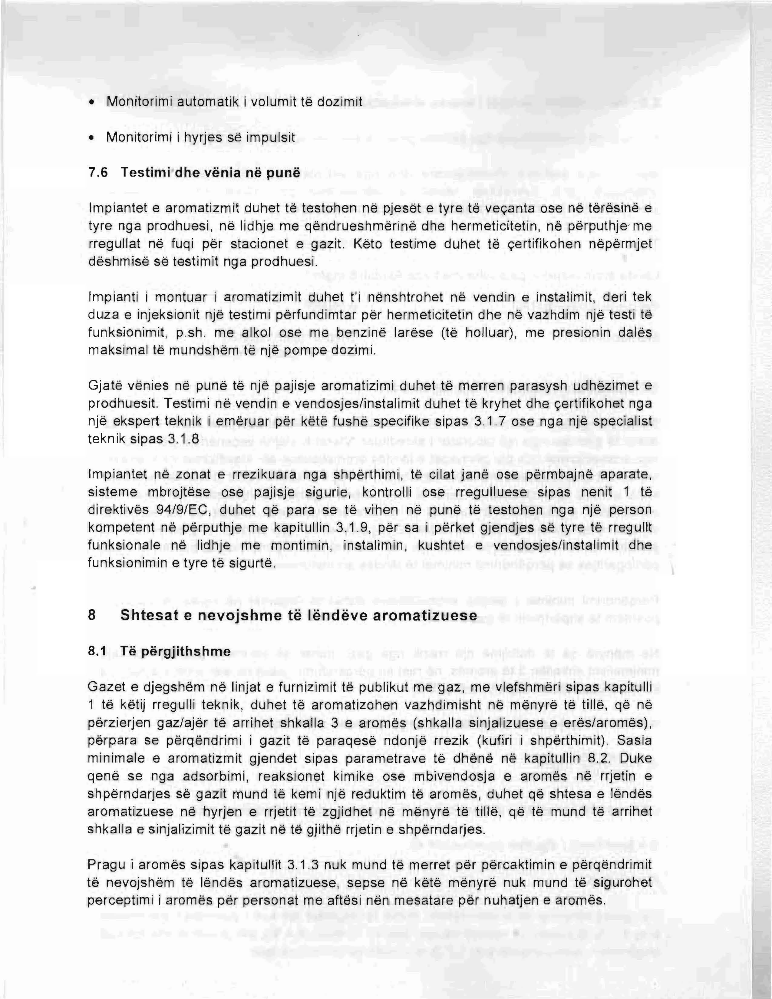 • Monitorimi automatik i volumit të dozimit
• Monitorimi i hyrjes së impulsit
7.6 Testimi dhe vënia në punë
Impiantet e aromatizmit duhet të testohen në pjesët e tyre të veçanta ose në tërësinë e
tyre nga prodhuesi, në lidhje me qëndrueshmërinë dhe hermeticitetin, në përputhje me
rregullat në fuqi për stacionet e gazit. Këto testime duhet të çertifikohen nëpërmjet
dëshmisë së testimit nga prodhuesi.
Impianti i montuar i aromatizimit duhet t'i nënshtrohet në vendin e instalimit, deri tek
duza e injeksionit një testimi përfundimtar për hermeticitetin dhe në vazhdim një testi të
funksionimit, p.sh. me alkol ose me benzinë larëse (të holluar), me presionin dalës
maksimal të mundshëm të një pompe dozimi.
Gjatë vënies në punë të një pajisje aromatizimi duhet të merren parasysh udhëzimet e
prodhuesit. Testimi në vendin e vendosjes/instalimit duhet të kryhet dhe çertifikohet nga
një ekspert teknik i emëruar për këtë fushë specifike sipas 3.1.7 ose nga një specialist
teknik sipas 3.1.8
Impiantet në zonat e rrezikuara nga shpërthimi, të cilat janë ose përmbajnë aparate,
sisteme mbrojtëse ose pajisje sigurie, kontrolli ose rregulluese sipas nenit 1 të
direktivës 94/9/EC, duhet që para se të vihen në punë të testohen nga një person
kompetent në përputhje me kapitullin 3.1.9, për sa i përket gjendjes së tyre të rregullt
funksionale në lidhje me montimin, instalimin, kushtet e vendosjes/instalimit dhe
funksionimin e tyre të sigurtë.
8 Shtesat e nevojshme të lëndëve aromatizuese
8.1 Të përgjithshme
Gazet e djegshëm në linjat e furnizimit të publikut me gaz, me vlefshmëri sipas kapitulli
1 të këtij rregulli teknik, duhet të aromatizohen vazhdimisht në mënyrë të tillë, që në
përzierjen gaz/ajër të arrihet shkalla 3 e aromës (shkalla sinjalizuese e erës/aromës),
përpara se përqëndrimi i gazit të paraqesë ndonjë rrezik (kufiri i shpërthimit). Sasia
minimale e aromatizmit gjendet sipas parametrave të dhënë në kapitullin 8.2. Duke
qenë se nga adsorbimi, reaksionet kimike ose mbivendosja e aromës në rrjetin e
shpërndarjes së gazit mund të kemi një reduktim të aromës, duhet që shtesa e lëndës
aromatizuese në hyrjen e rrjetit të zgjidhet në mënyrë të tillë, që të mund të arrihet
shkalla e sinjalizimit të gazit në të gjithë rrjetin e shpërndarjes.
Pragu i aromës sipas kapitullit 3.1.3 nuk mund të merret për përcaktimin e përqëndrimit
të nevojshëm të lëndës aromatizuese, sepse në këtë mënyrë nuk mund të sigurohet
perceptimi i aromës për personat me aftësi nën mesatare për nuhatjen e aromës.